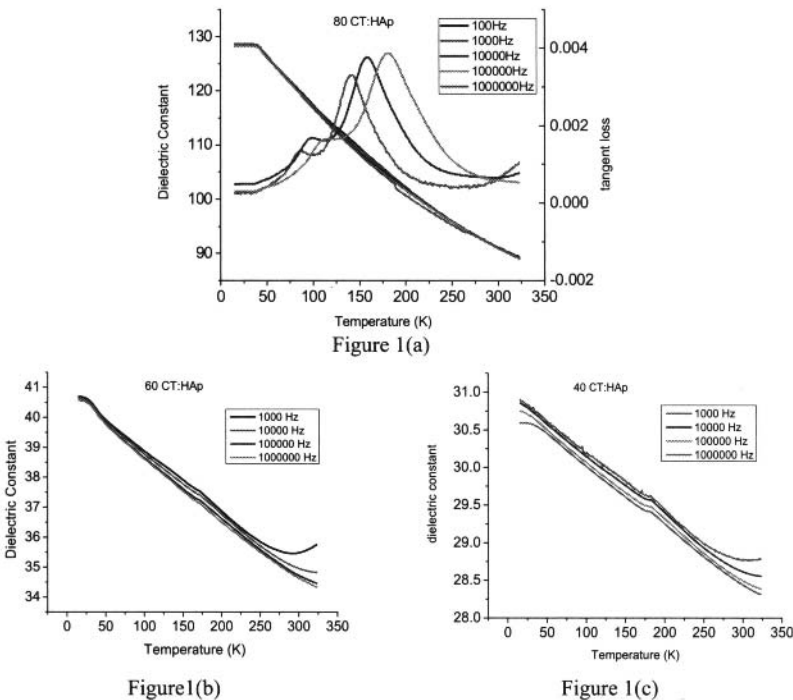 80 CT:HAp
100Hz
1000Hz
10000Hz
100000Hz
1000000Hz
130
120
110
100
90
Dielectric Constant
0.004
0.002
0.000
-0.002
tangent loss
0 50 100 150 200 250 300 350
Temperature (K)
Figure 1(a)
60 CT:HAp
1000 Hz
10000 Hz
100000 Hz
1000000 Hz
41
40
39
38
37
36
35
34
Dielectric Constant
0 50 100 150 200 250 300 350
Temperature (K)
Figure1(b)
40 CT:HAp
1000 Hz
10000 Hz
100000 Hz
1000000 Hz
31.0
30.5
30.0
29.5
29.0
28.5
28.0
dielectric constant
0 50 100 150 200 250 300 350
Temperature (K)
Figure 1(c)